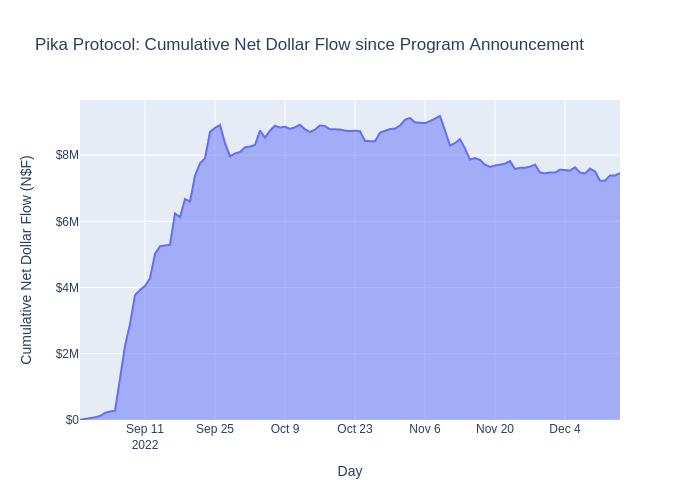 Pika Protocol: Cumulative Net Dollar Flow since Program Announcement
Cumulative Net Dollar Flow (N$F)
$8M
$6M
$4M
$2M
$0
Sep 11
2022
Sep 25
Oct 9
Oct 23
Nov 6
Nov 20
Dec 4
Day